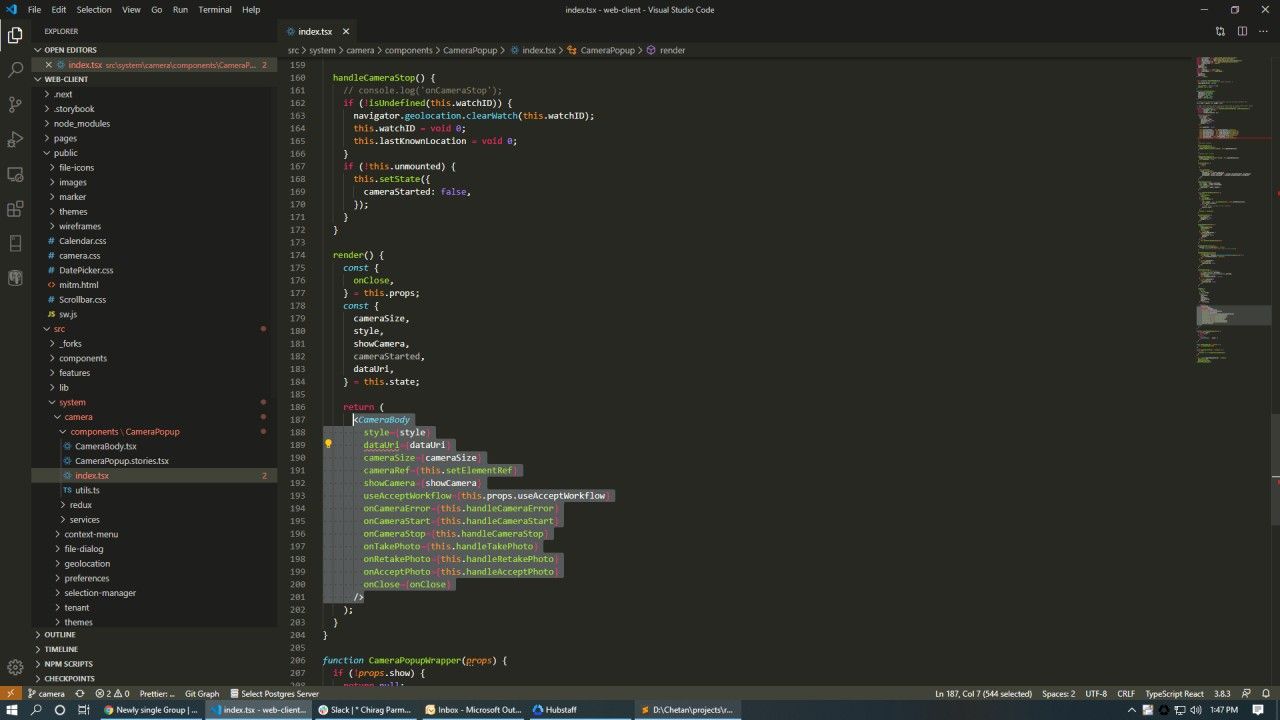 File Edit Selection View Go Run Terminal Help
index.tsx - web-client - Visual Studio Code
EXPLORER
OPEN EDITORS
index.tsx src\system\camera\components\CameraP... 2
WEB-CLIENT
.next
.storybook
node_modules
pages
public
file-icons
images
marker
themes
wireframes
# Calendar.css
# camera.css
# DatePicker.css
<> mitm.html
# Scrollbar.css
JS sw.js
src
_forks
components
features
lib
system
camera
components \ CameraPopup
CameraBody.tsx
CameraPopup.stories.tsx
index.tsx 2
TS utils.ts
redux
services
context-menu
file-dialog
geolocation
preferences
selection-manager
tenant
themes
OUTLINE
TIMELINE
NPM SCRIPTS
CHECKPOINTS
index.tsx
src > system > camera > components > CameraPopup > index.tsx > CameraPopup > render
159
160 handleCameraStop() {
161 // console.log('onCameraStop');
162 if (!isUndefined(this.watchID)) {
163 navigator.geolocation.clearWatch(this.watchID);
164 this.watchID = void 0;
165 this.lastKnownLocation = void 0;
166 }
167 if (!this.unmounted) {
168 this.setState({
169 cameraStarted: false,
170 });
171 }
172 }
173
174 render() {
175 const {
176 onClose,
177 } = this.props;
178 const {
179 cameraSize,
180 style,
181 showCamera,
182 cameraStarted,
183 dataUri,
184 } = this.state;
185
186 return (
187 <CameraBody
188 style={style}
189 dataUri={dataUri}
190 cameraSize={cameraSize}
191 cameraRef={this.setElementRef}
192 showCamera={showCamera}
193 useAcceptWorkflow={this.props.useAcceptWorkflow}
194 onCameraError={this.handleCameraError}
195 onCameraStart={this.handleCameraStart}
196 onCameraStop={this.handleCameraStop}
197 onTakePhoto={this.handleTakePhoto}
198 onRetakePhoto={this.handleRetakePhoto}
199 onAcceptPhoto={this.handleAcceptPhoto}
200 onClose={onClose}
201 />
202 );
203 }
204 }
205
206 function CameraPopupWrapper(props) {
207 if (!props.show) {
208 return null;
camera 2 0 Prettier: ... Git Graph Select Postgres Server
Ln 187, Col 7 (544 selected) Spaces: 2 UTF-8 CRLF TypeScript React 3.8.3
Newly single Group | ... index.tsx - web-client... Slack | * Chirag Parm... Inbox - Microsoft Out... Hubstaff D:\Chetan\projects\r... 1:47 PM